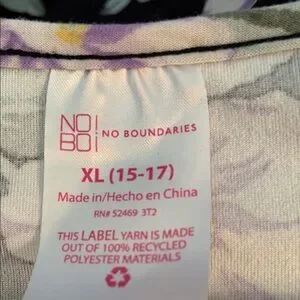 NO!
BO!
NO BOUNDARIES
XL (15-17)
Made in/Hecho en China
RN# 52469 3T2
THIS LABEL YARN IS MADE
OUT OF 100% RECYCLED
POLYESTER MATERIALS